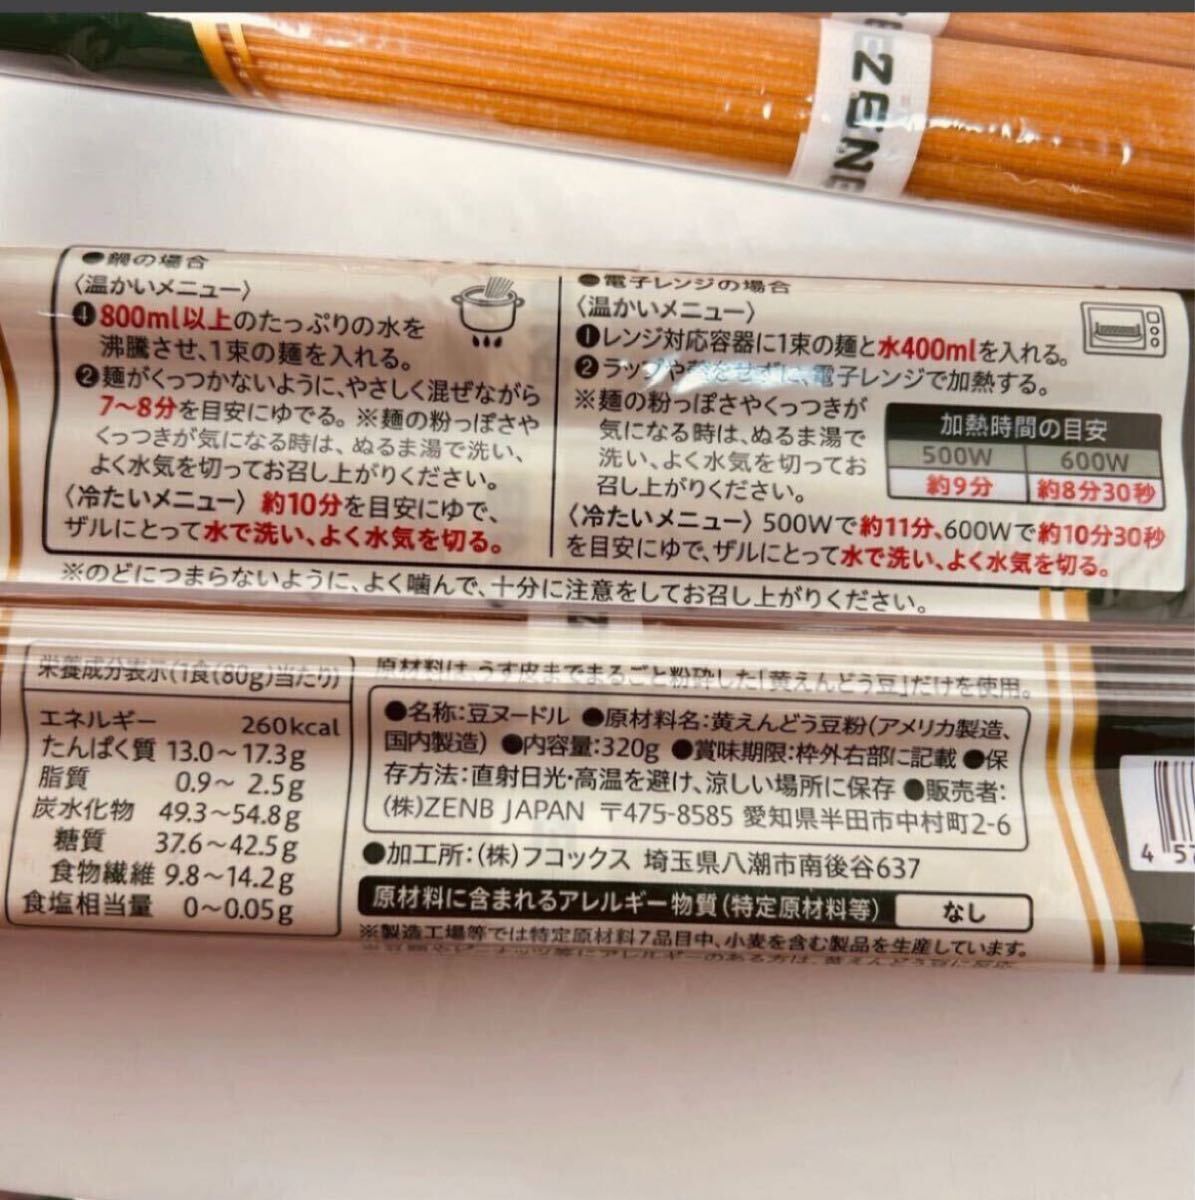 ZENB
●鍋の場合
〈温かいメニュー〉
❶800ml以上のたっぷりの水を
沸騰させ、1束の麺を入れる。
❷麺がくっつかないように、やさしく混ぜながら
7〜8分を目安にゆでる。※麺の粉っぽさや
くっつきが気になる時は、ぬるま湯で洗い、
よく水気を切ってお召し上がりください。
〈冷たいメニュー〉約10分を目安にゆで、
ザルにとって水で洗い、よく水気を切る。
●電子レンジの場合
〈温かいメニュー〉
❶レンジ対応容器に1束の麺と水400mlを入れる。
❷ラップや蓋をせずに、電子レンジで加熱する。
※麺の粉っぽさやくっつきが
気になる時は、ぬるま湯で
洗い、よく水気を切ってお
召し上がりください。
加熱時間の目安
500W 600W
約9分 約8分30秒
〈冷たいメニュー〉500Wで約11分、600Wで約10分30秒
を目安にゆで、ザルにとって水で洗い、よく水気を切る。
※のどにつまらないように、よく噛んで、十分に注意をしてお召し上がりください。
栄養成分表示(1食(80g)当たり)
エネルギー 260kcal
たんぱく質 13.0〜17.3g
脂質 0.9〜 2.5g
炭水化物 49.3〜54.8g
糖質 37.6〜42.5g
食物繊維 9.8〜14.2g
食塩相当量 0〜0.05g
原材料は、うす皮までまるごと粉砕した「黄えんどう豆」だけを使用。
●名称:豆ヌードル ●原材料名:黄えんどう豆粉(アメリカ製造、
国内製造) ●内容量:320g ●賞味期限:枠外右部に記載 ●保
存方法:直射日光・高温を避け、涼しい場所に保存 ●販売者:
(株)ZENB JAPAN 〒475-8585 愛知県半田市中村町2-6
●加工所:(株)フコックス 埼玉県八潮市南後谷637
原材料に含まれるアレルギー物質(特定原材料等) なし
※製造工場等では特定原材料7品目中、小麦を含む製品を生産しています。
4 57